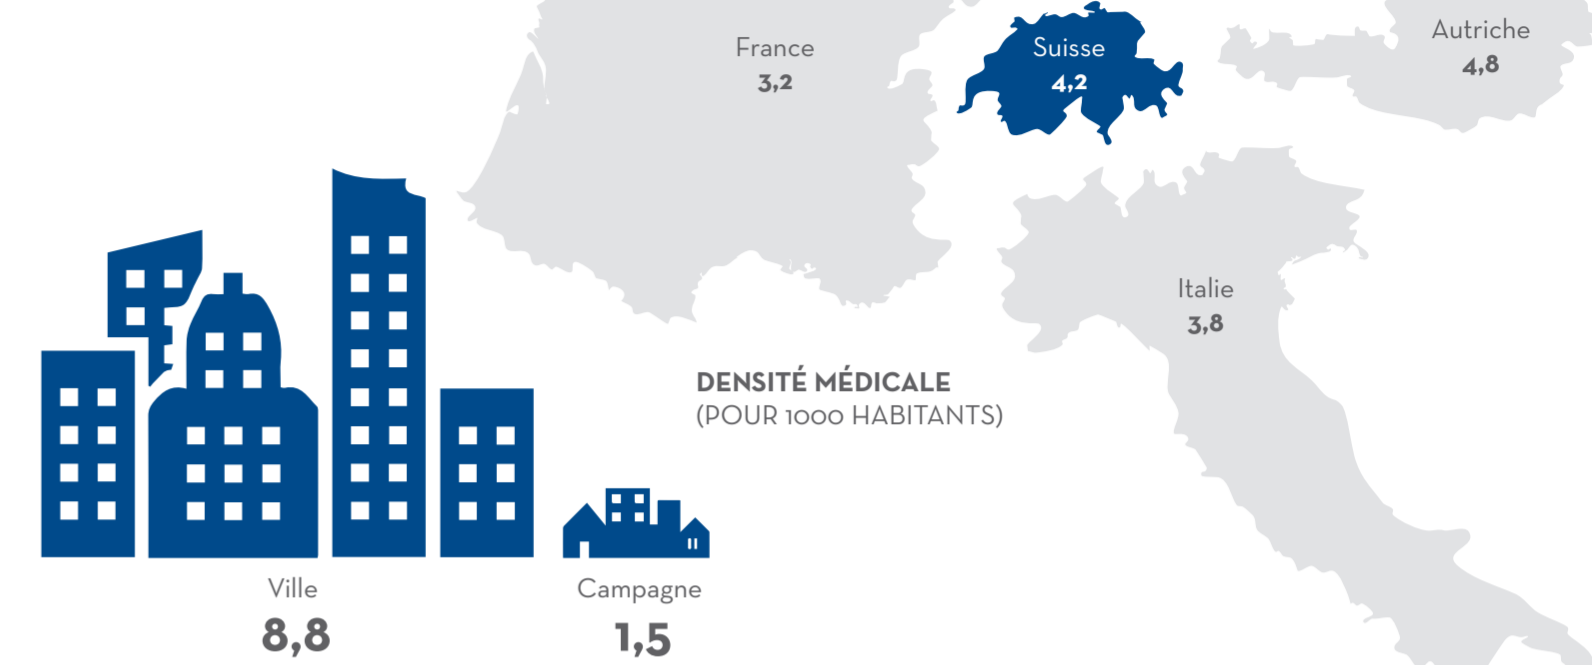 France
3,2
Suisse
4,2
Autriche
4,8
Italie
3,8
DENSITÉ MÉDICALE
(POUR 1000 HABITANTS)
Ville
8,8
Campagne
1,5